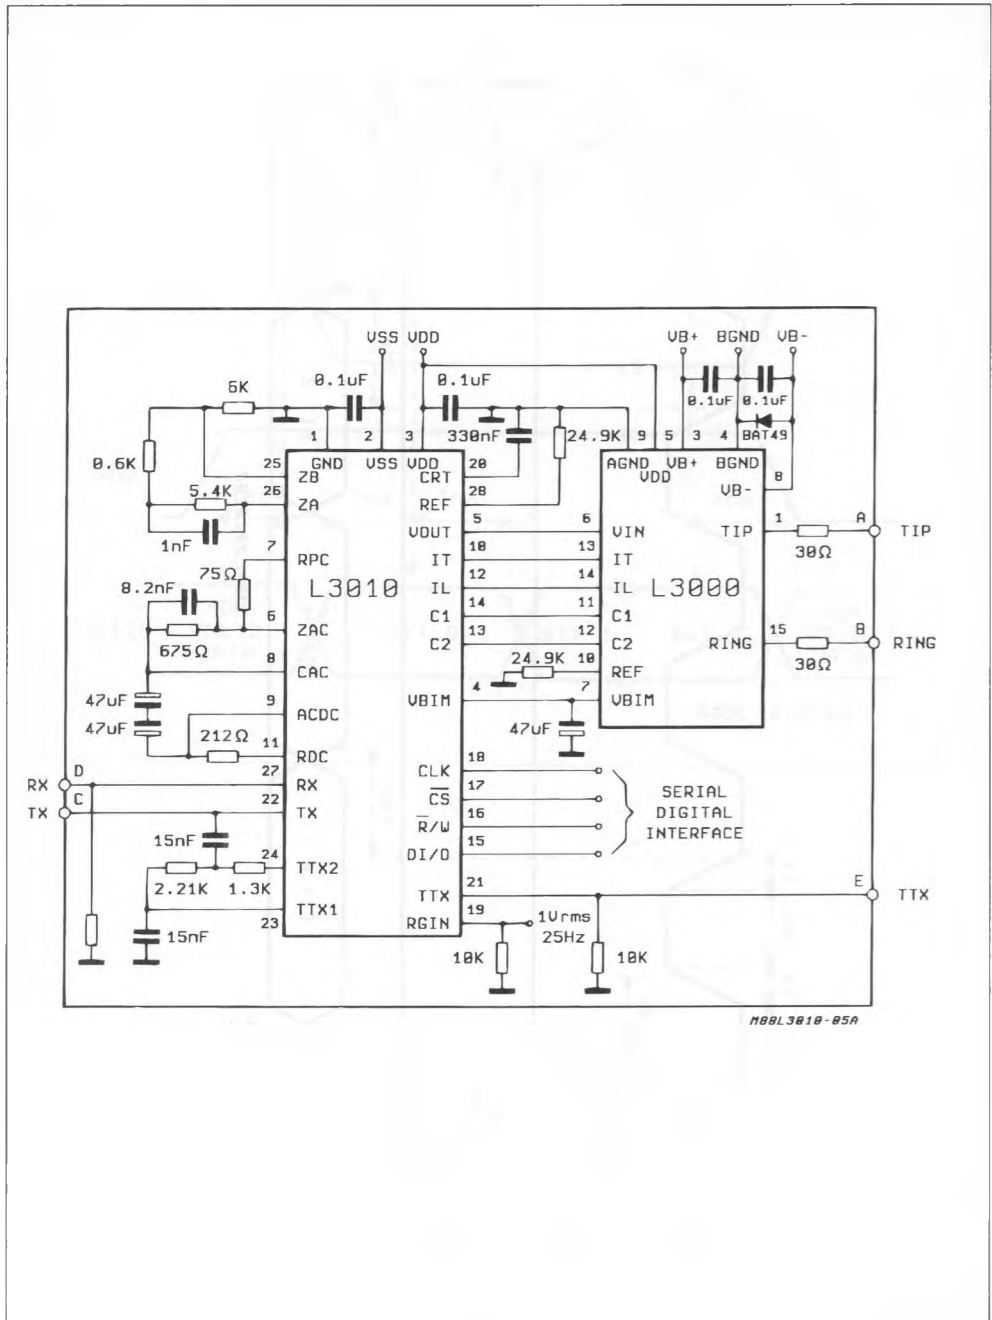 VSS VDD
VB+ BGND VB-
0.1uF
0.1uF
0.1uF
0.1uF
6K
1
2
3
330nF
24.9K
9
5
3
4
BAT49
0.6K
25
GND
VSS
VDD
20
AGND
VB+
BGND
8
ZB
CRT
VDD
VB-
5.4K
26
ZA
28
REF
1nF
5
VOUT
6
VIN
1
TIP
A
TIP
30Ω
7
RPC
10
IT
13
IT
75Ω
L3010
12
IL
14
IL
L3000
8.2nF
14
C1
11
C1
6
ZAC
13
C2
12
C2
15
RING
B
RING
675Ω
30Ω
8
CAC
24.9K
10
REF
47uF
9
4
VBIM
7
VBIM
47uF
ACDC
47uF
212Ω
11
RDC
18
CLK
D
RX
27
RX
17
CS
SERIAL
C
TX
22
TX
16
R/W
DIGITAL
15nF
15
DI/O
INTERFACE
24
TTX2
2.21K
1.3K
21
TTX
E
TTX
TTX1
19
RGIN
1Vrms
25Hz
23
15nF
10K
10K
M88L3010-05A